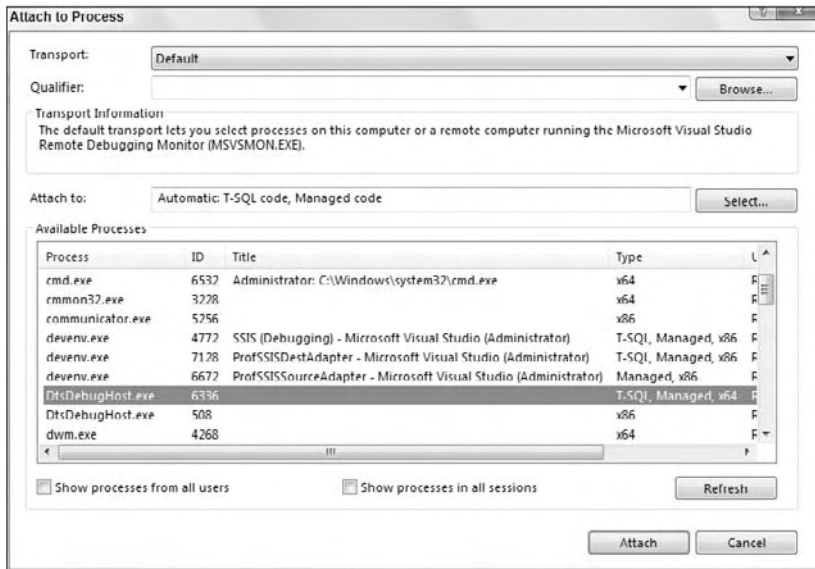 Attach to Process
Transport: Default
Qualifier: Browse...
Transport Information
The default transport lets you select processes on this computer or a remote computer running the Microsoft Visual Studio
Remote Debugging Monitor (MSVSMON.EXE).
Attach to: Automatic: T-SQL code, Managed code Select...
Available Processes
Process ID Title Type
cmd.exe 6532 Administrator: C:\Windows\system32\cmd.exe x64
cmmon32.exe 3228 x64
communicator.exe 5256 x86
devenv.exe 4772 SSIS (Debugging) - Microsoft Visual Studio (Administrator) T-SQL, Managed, x86
devenv.exe 7128 ProfSSISDestAdapter - Microsoft Visual Studio (Administrator) T-SQL, Managed, x86
devenv.exe 6672 ProfSSISSourceAdapter - Microsoft Visual Studio (Administrator) Managed, x86
DtsDebugHost.exe 6336 T-SQL, Managed, x64
DtsDebugHost.exe 508 x86
dwm.exe 4268 x64
Show processes from all users Show processes in all sessions Refresh
Attach Cancel